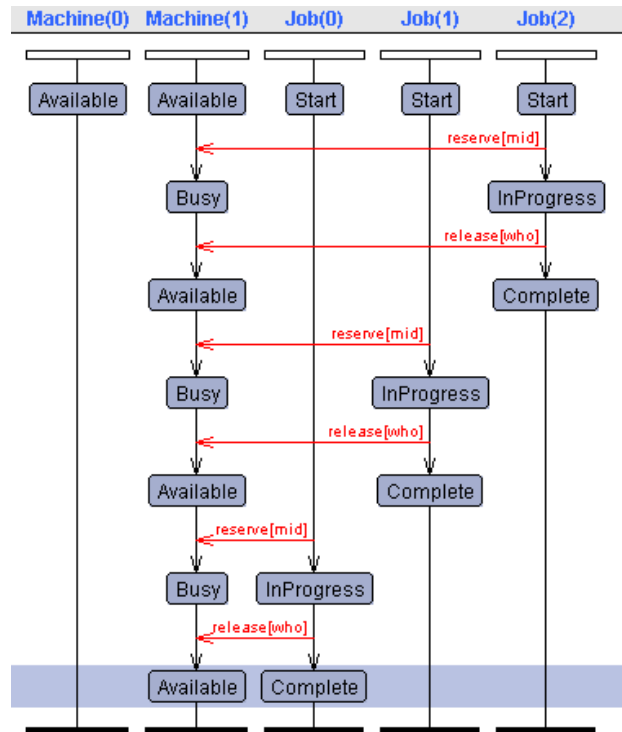 Machine(0) Machine(1) Job(0) Job(1) Job(2)
Available Available Start Start Start
reserve[mid]
Busy InProgress
release[who]
Available Complete
reserve[mid]
Busy InProgress
release[who]
Available Complete
reserve[mid]
Busy InProgress
release[who]
Available Complete